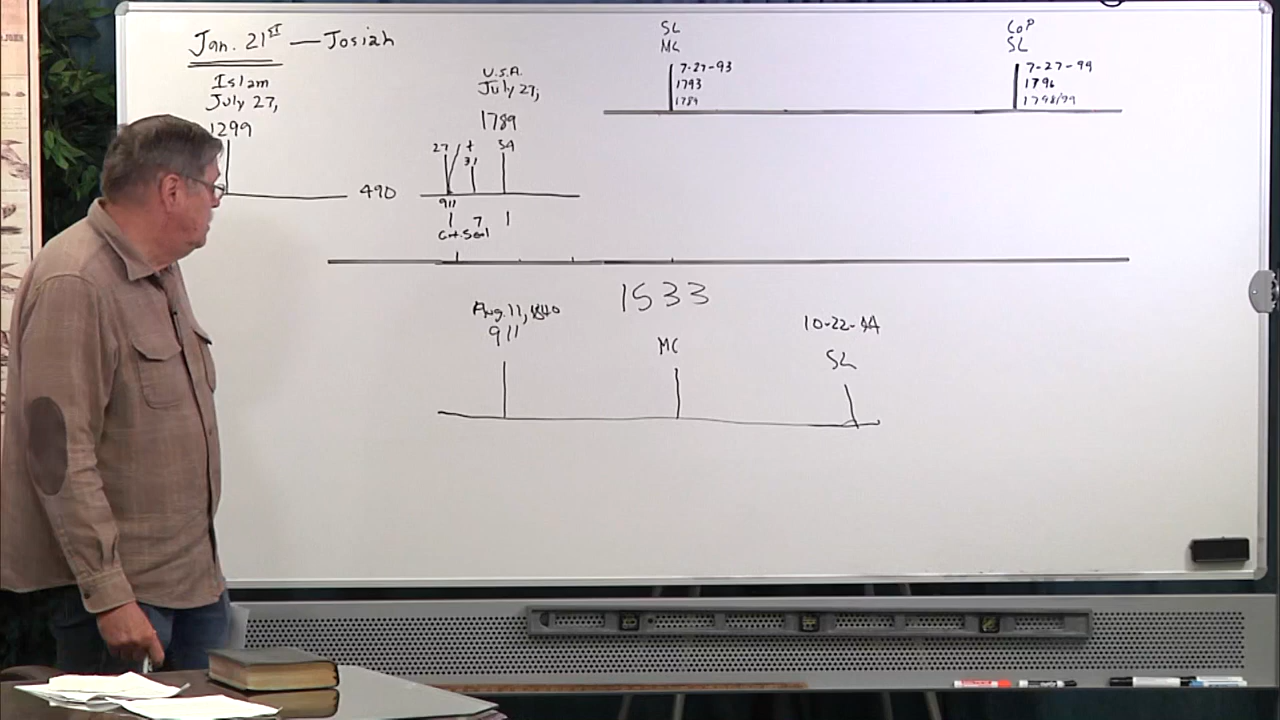 Jan. 21ST — Josiah
Islam
July 27,
1299
490
U.S.A.
July 27,
1789
27 / + 54
31
911
1 7 1
SL
MC
7-27-93
1793
1789
CoP
SL
7-27-99
1796
1798/99
1533
Aug. 11, 1840
911
MC
10-22-44
SL